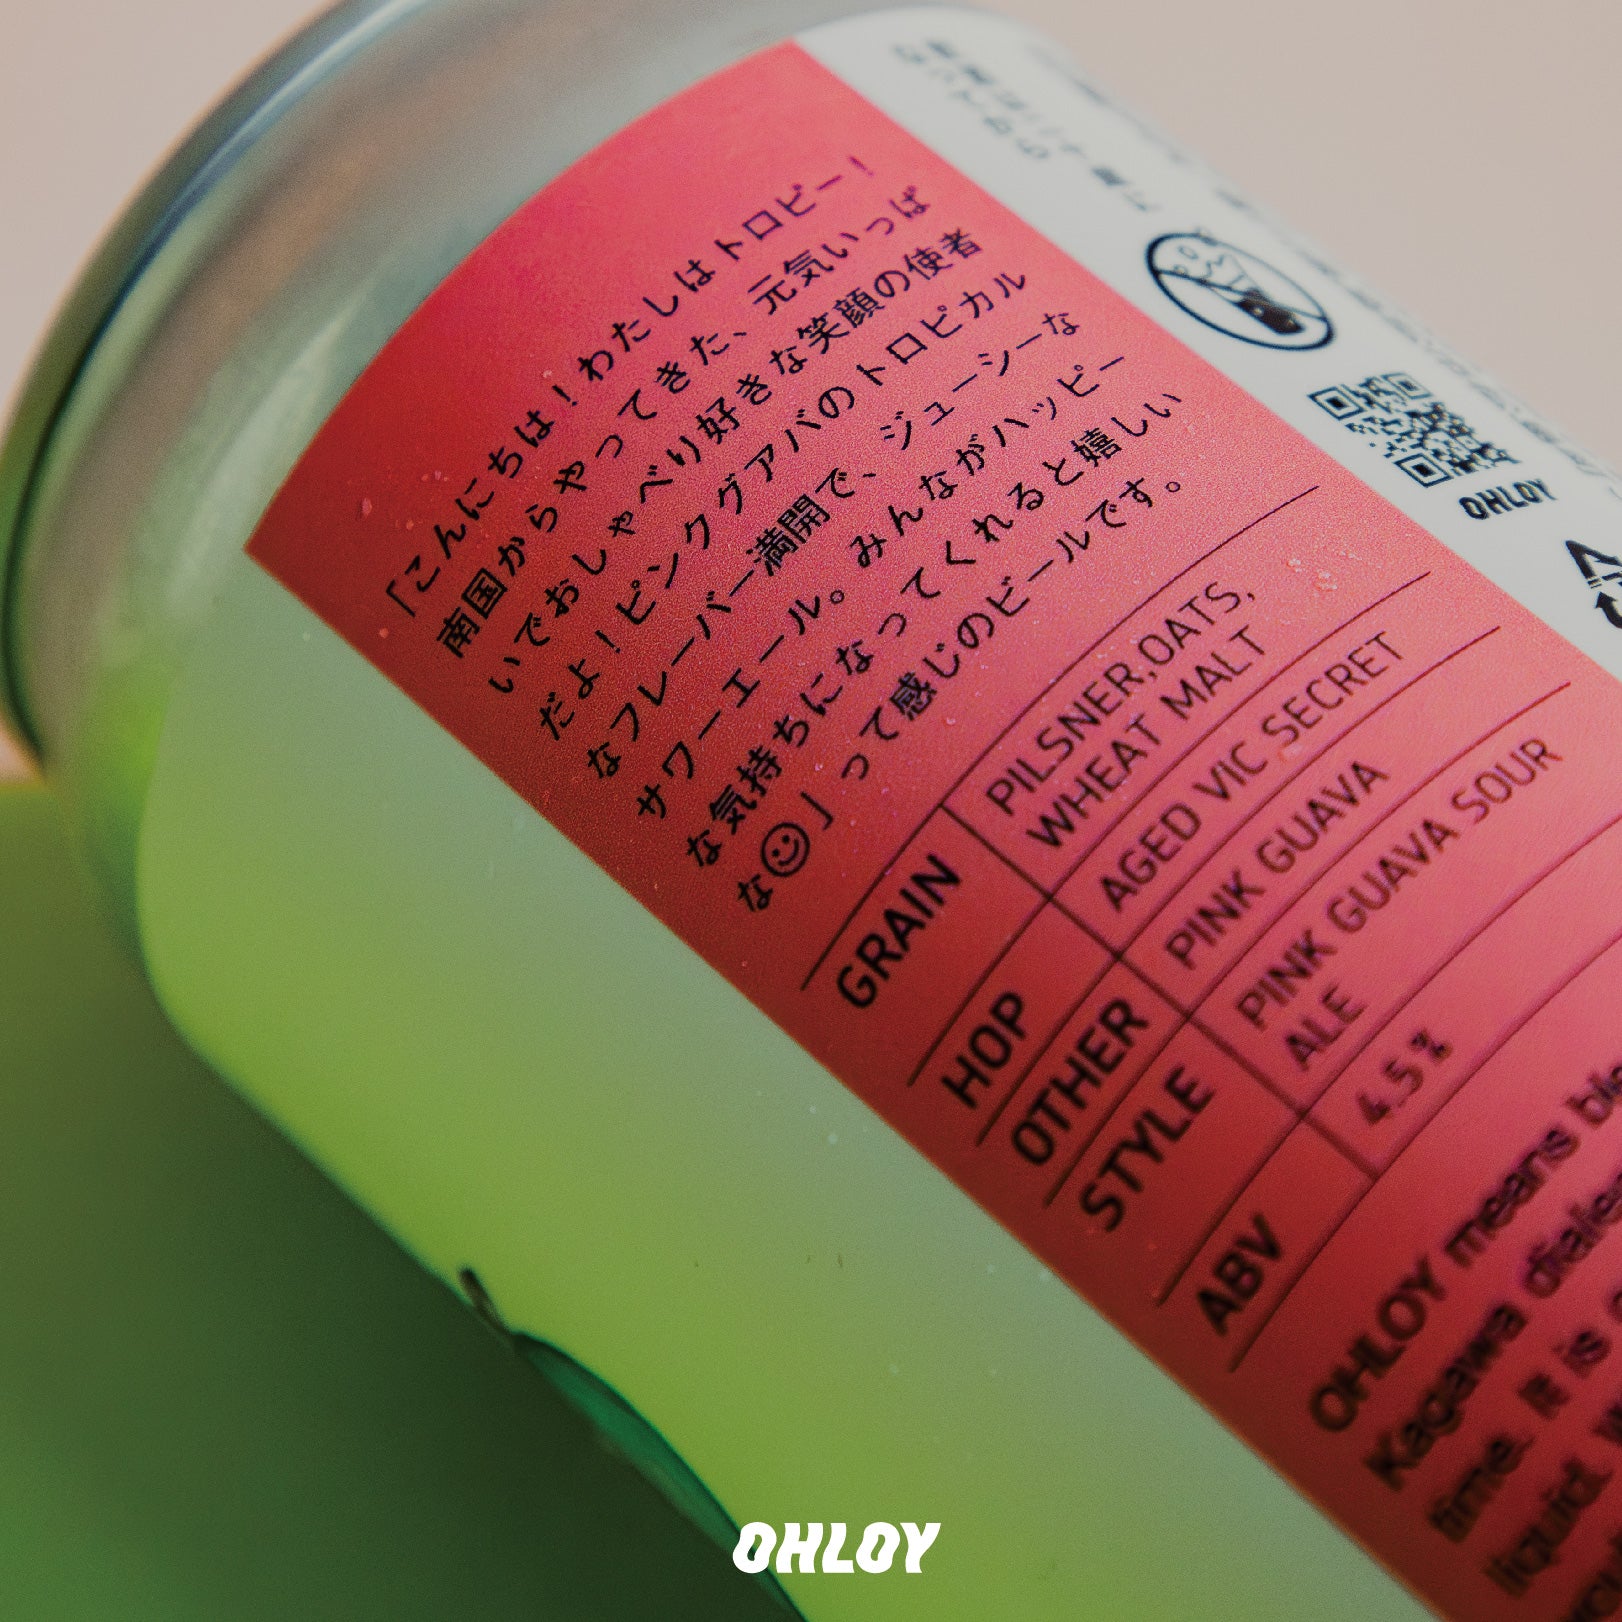 「こんにちは！わたしはトロピー！
南国からやってきた、元気いっぱ
いでおしゃべり好きな笑顔の使者
だよ！ピンクグアバのトロピカル
なフレーバー満開で、ジューシーな
サワーエール。みんながハッピー
な気持ちになってくれると嬉しい
な☺」って感じのビールです。
GRAIN PILSNER,OATS,
WHEAT MALT
HOP AGED VIC SECRET
OTHER PINK GUAVA
STYLE PINK GUAVA SOUR
ALE
ABV 4.5%
OHLOY means
Kagawa
time. It is
liquid.
OHLOY
OHLOY